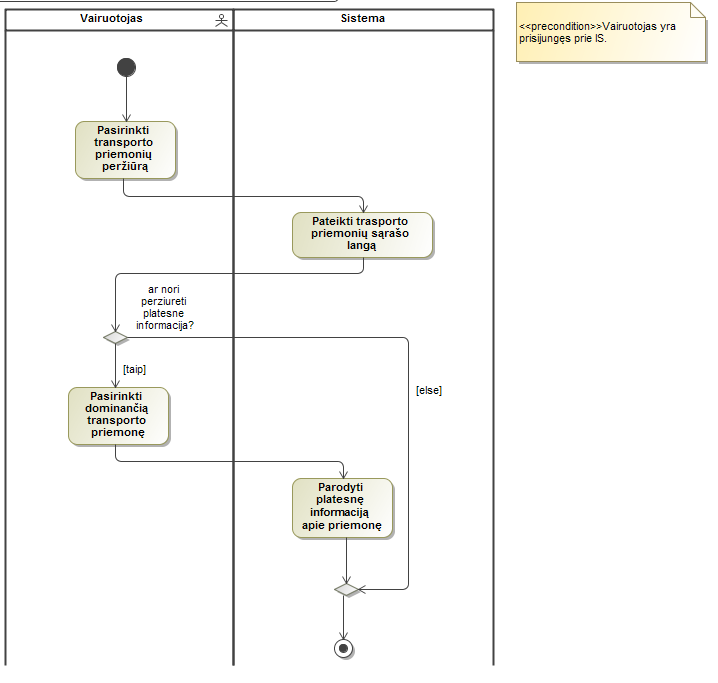 Vairuotojas
Sistema
<<precondition>>Vairuotojas yra
prisijungęs prie IS.
Pasirinkti
transporto
priemonių
peržiūrą
Pateikti trasporto
priemonių sąrašo
langą
ar nori
perziureti
platesne
informacija?
[taip]
[else]
Pasirinkti
dominančią
transporto
priemonę
Parodyti
platesnę
informaciją
apie priemonę